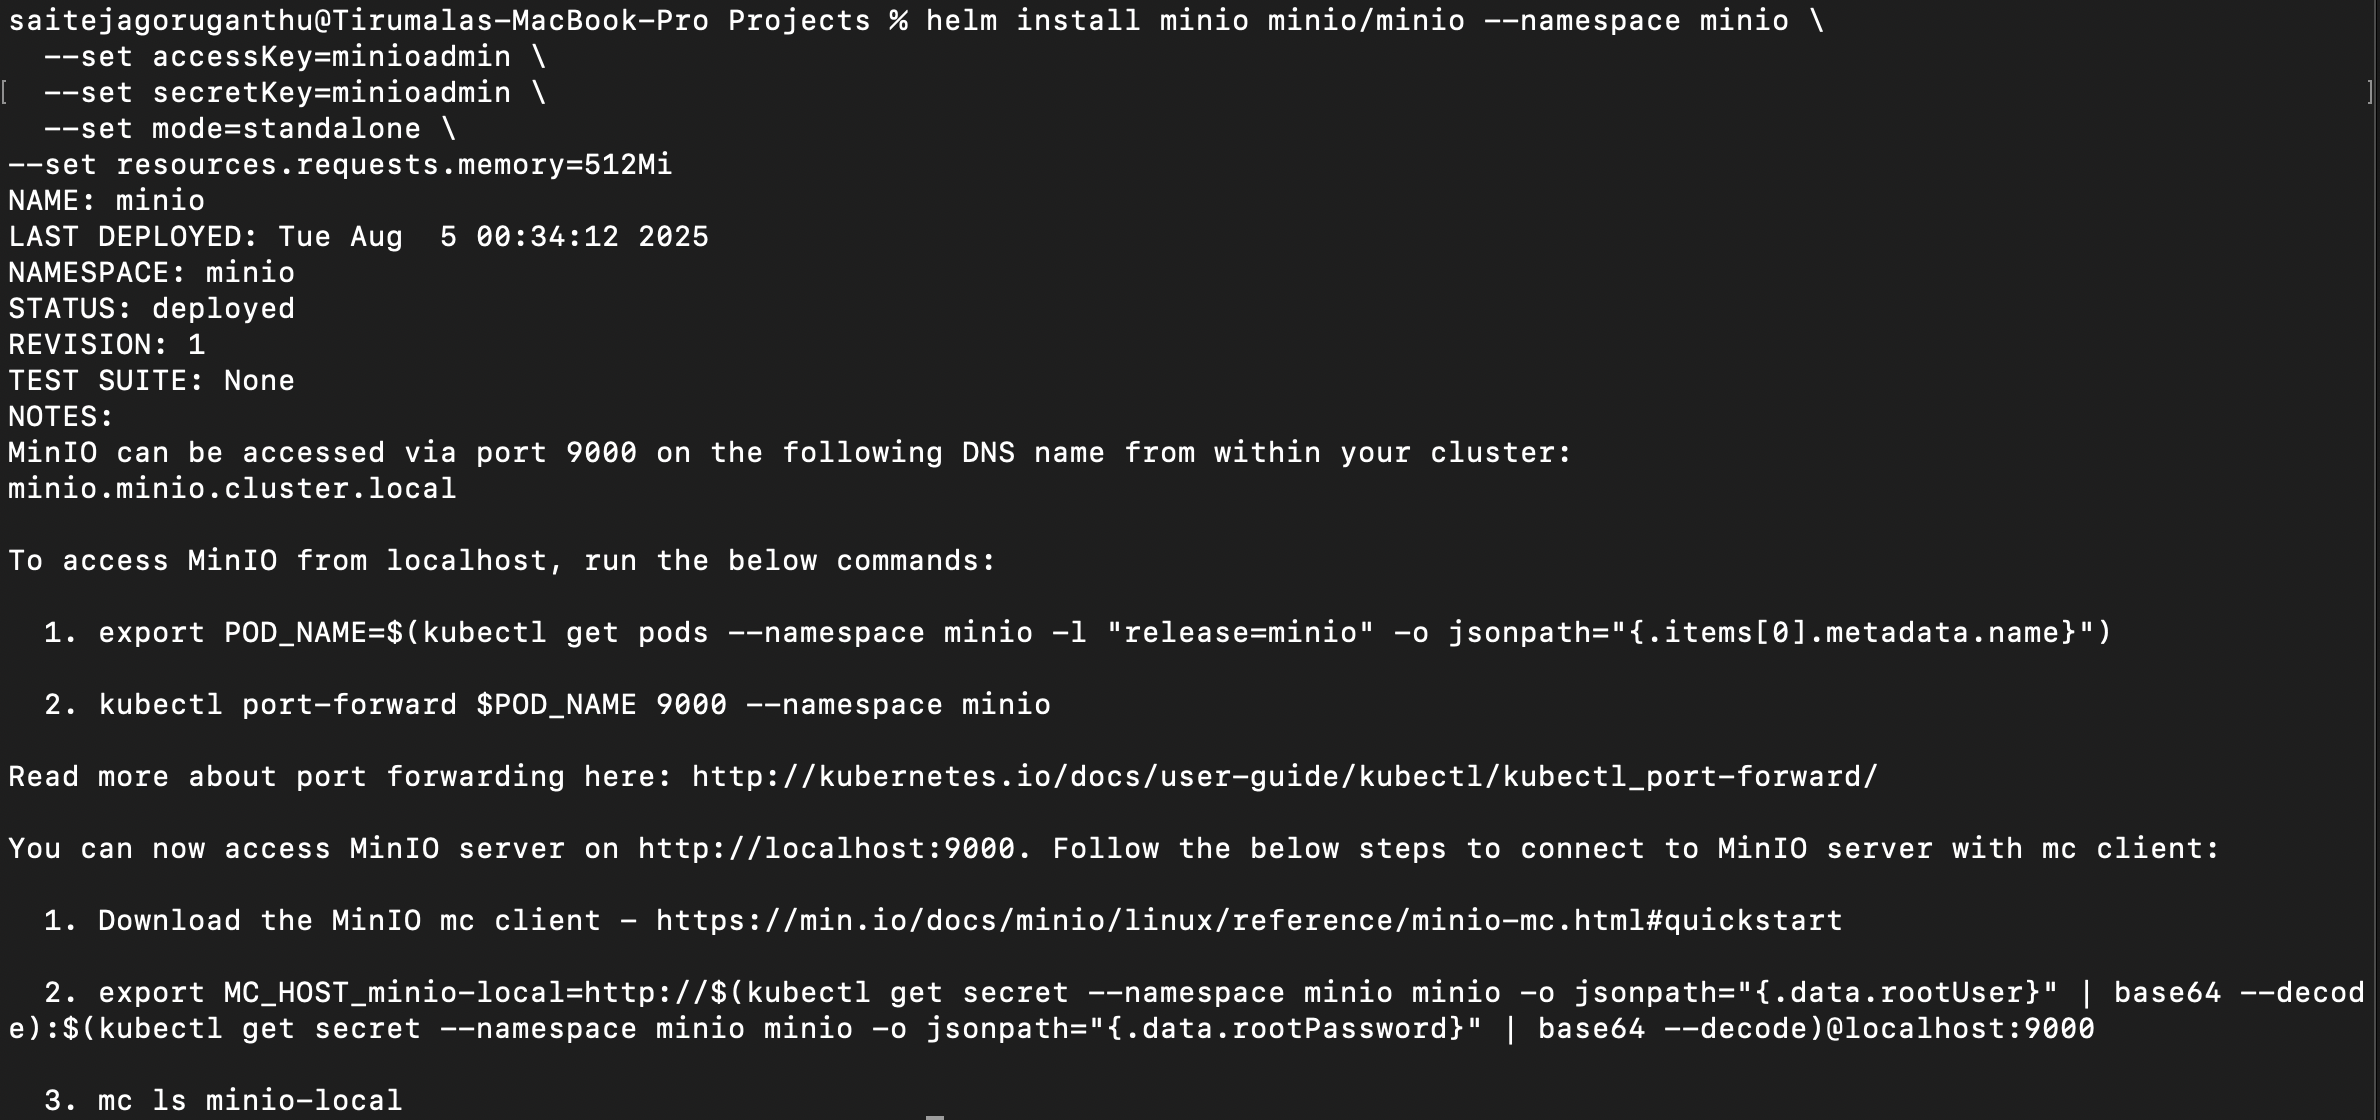 saitejagoruganthu@Tirumalas-MacBook-Pro Projects % helm install minio minio/minio --namespace minio \
  --set accessKey=minioadmin \
[  --set secretKey=minioadmin \                                                                     ]
  --set mode=standalone \
--set resources.requests.memory=512Mi
NAME: minio
LAST DEPLOYED: Tue Aug  5 00:34:12 2025
NAMESPACE: minio
STATUS: deployed
REVISION: 1
TEST SUITE: None
NOTES:
MinIO can be accessed via port 9000 on the following DNS name from within your cluster:
minio.minio.cluster.local

To access MinIO from localhost, run the below commands:

  1. export POD_NAME=$(kubectl get pods --namespace minio -l "release=minio" -o jsonpath="{.items[0].metadata.name}")

  2. kubectl port-forward $POD_NAME 9000 --namespace minio

Read more about port forwarding here: http://kubernetes.io/docs/user-guide/kubectl/kubectl_port-forward/

You can now access MinIO server on http://localhost:9000. Follow the below steps to connect to MinIO server with mc client:

  1. Download the MinIO mc client - https://min.io/docs/minio/linux/reference/minio-mc.html#quickstart

  2. export MC_HOST_minio-local=http://$(kubectl get secret --namespace minio minio -o jsonpath="{.data.rootUser}" | base64 --decod
e):$(kubectl get secret --namespace minio minio -o jsonpath="{.data.rootPassword}" | base64 --decode)@localhost:9000

  3. mc ls minio-local